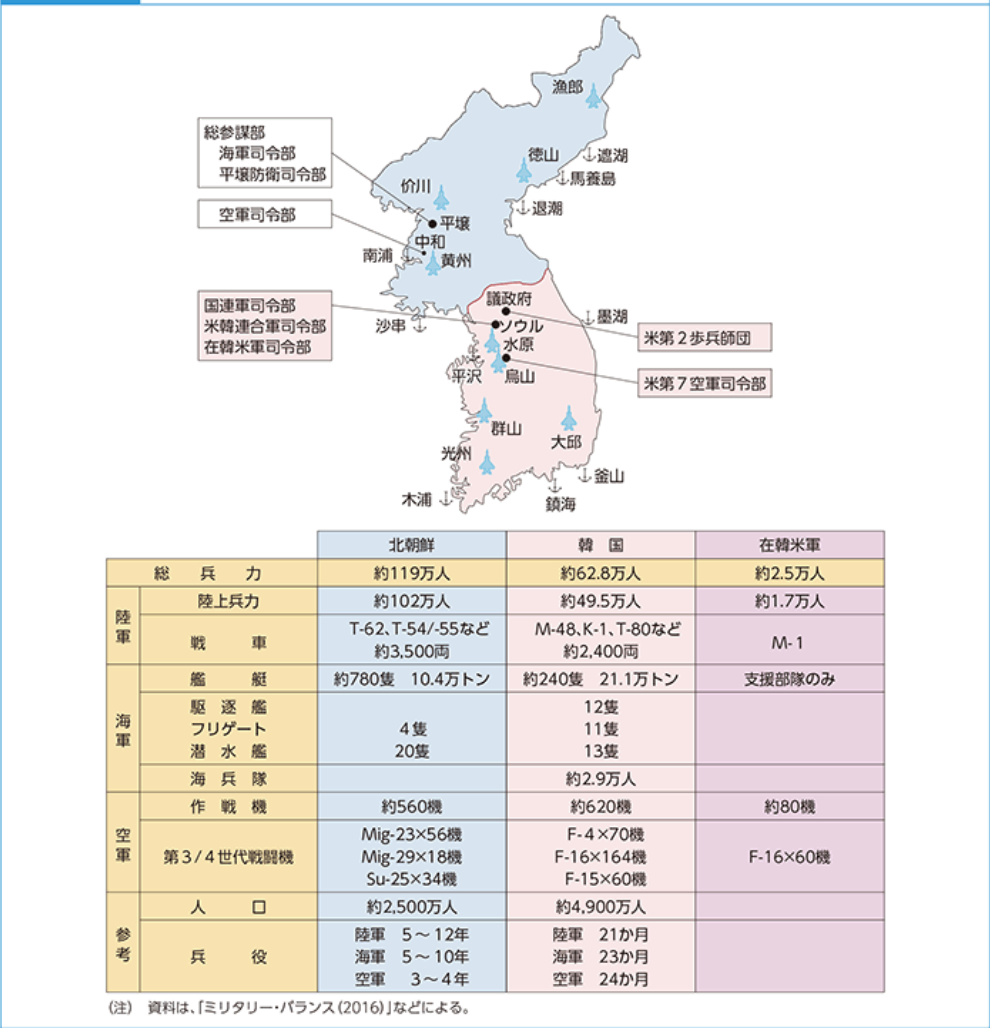 漁郎
総参謀部
海軍司令部
平壌防衛司令部
徳山
遮湖
馬養島
价川
退潮
空軍司令部
平壌
中和
南浦
黄州
国連軍司令部
米韓連合軍司令部
在韓米軍司令部
議政府
沙串
ソウル
墨湖
米第2歩兵師団
水原
平沢
烏山
米第7空軍司令部
群山
大邱
光州
釜山
木浦
鎮海
北朝鮮 韓 国 在韓米軍
総 兵 力 約119万人 約62.8万人 約2.5万人
陸軍 陸上兵力 約102万人 約49.5万人 約1.7万人
戦 車 T-62、T-54/-55など 約3,500両 M-48、K-1、T-80など 約2,400両 M-1
海軍 艦 艇 約780隻 10.4万トン 約240隻 21.1万トン 支援部隊のみ
駆 逐 艦 12隻
フリゲート 4隻 11隻
潜 水 艦 20隻 13隻
海 兵 隊 約2.9万人
空軍 作 戦 機 約560機 約620機 約80機
第3/4世代戦闘機 Mig-23×56機 F-4×70機
Mig-29×18機 F-16×164機 F-16×60機
Su-25×34機 F-15×60機
参考 人 口 約2,500万人 約4,900万人
兵 役 陸軍 5~12年 陸軍 21か月
海軍 5~10年 海軍 23か月
空軍 3~4年 空軍 24か月
(注) 資料は、「ミリタリー・バランス(2016)」などによる。